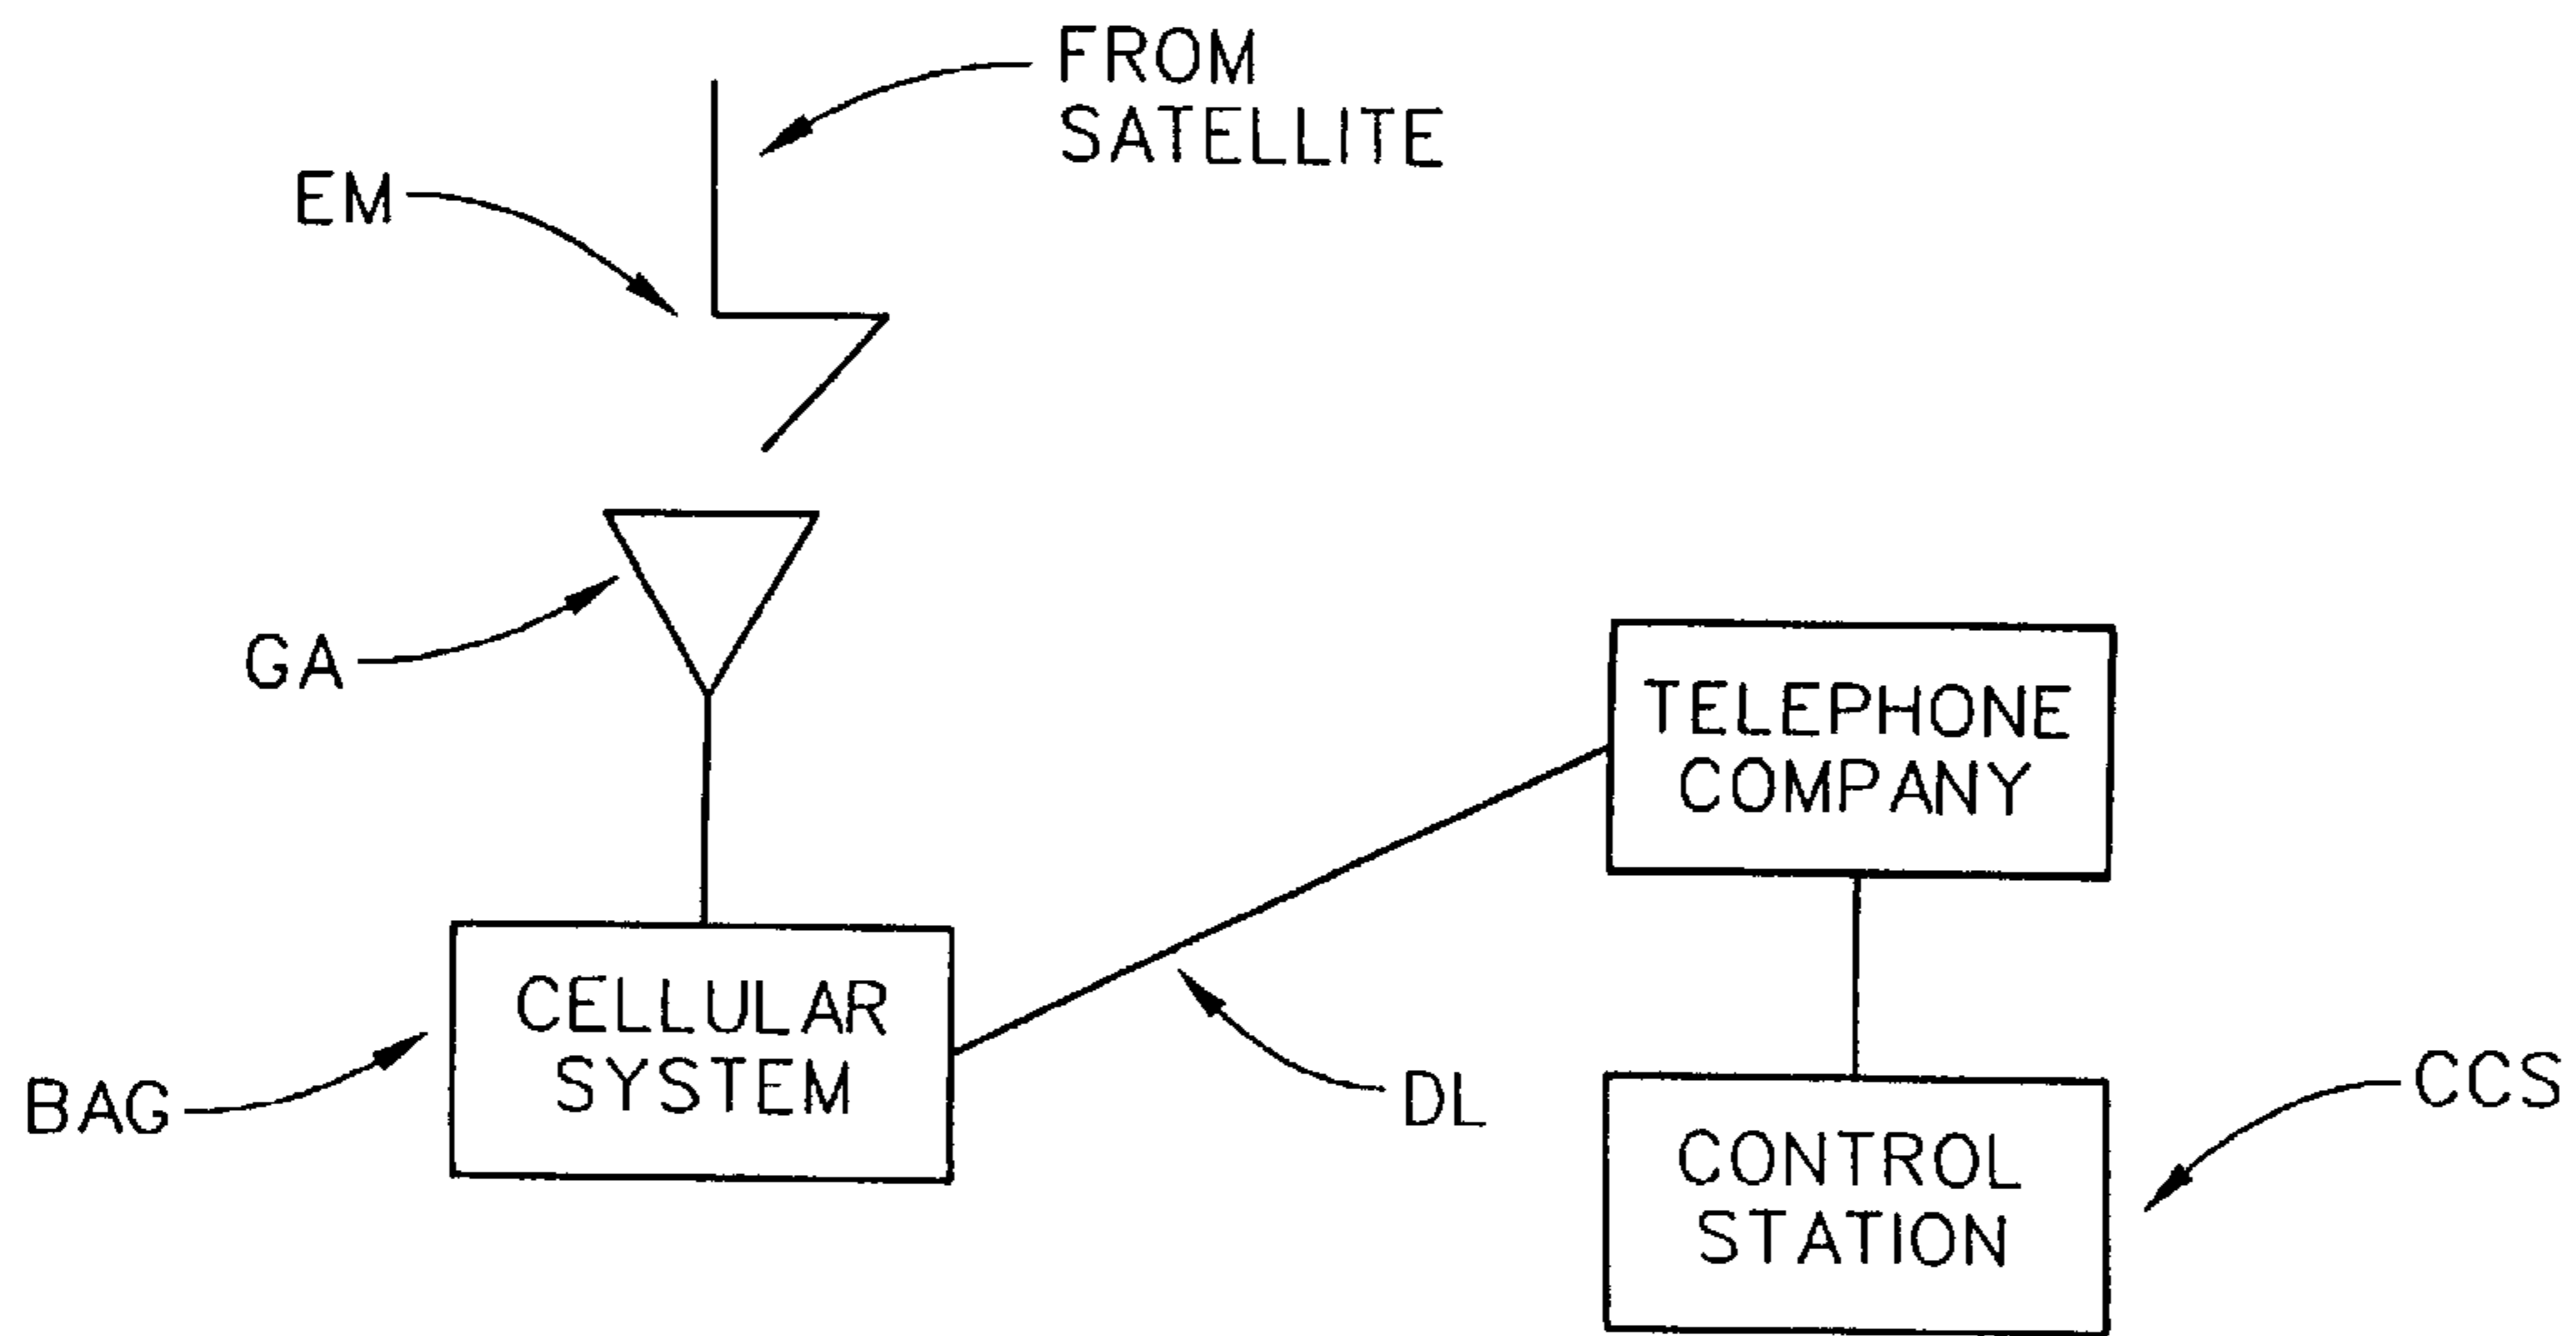 FROM
SATELLITE
EM
GA
TELEPHONE
COMPANY
CELLULAR
SYSTEM
BAG
DL
CCS
CONTROL
STATION